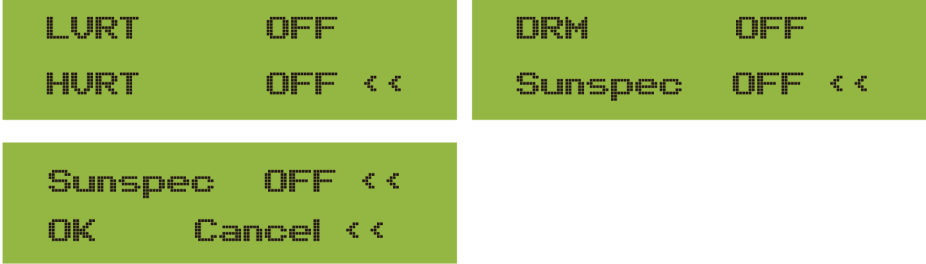 LVRT OFF
HVRT OFF <<
DRM OFF
Sunspec OFF <<
Sunspec OFF <<
OK Cancel <<